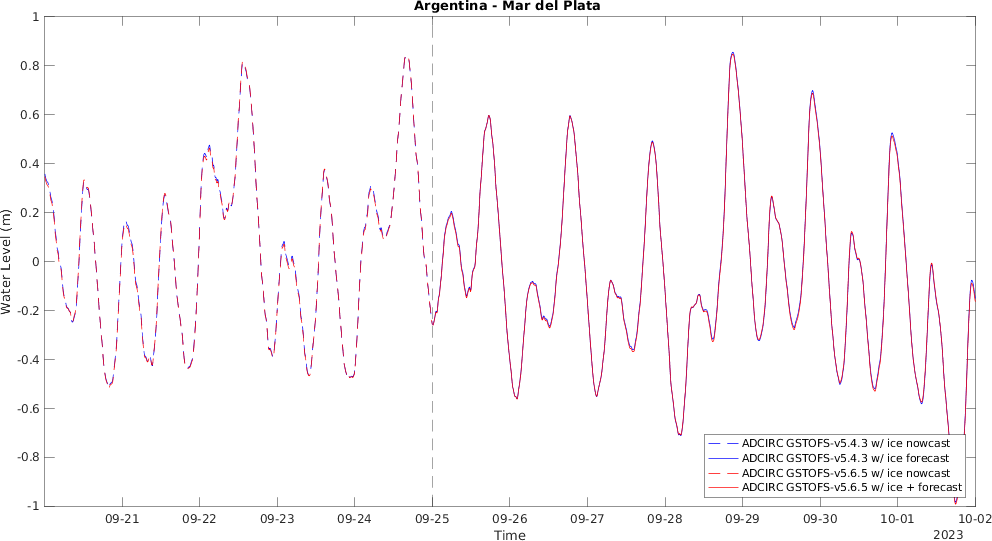 Argentina - Mar del Plata
1
0.8
0.6
0.4
0.2
0
-0.2
-0.4
-0.6
-0.8
-1
Water Level (m)
ADCIRC GSTOFS-v5.4.3 w/ ice nowcast
ADCIRC GSTOFS-v5.4.3 w/ ice forecast
ADCIRC GSTOFS-v5.6.5 w/ ice nowcast
ADCIRC GSTOFS-v5.6.5 w/ ice + forecast
09-21 09-22 09-23 09-24 09-25 09-26 09-27 09-28 09-29 09-30 10-01 10-02
Time
2023